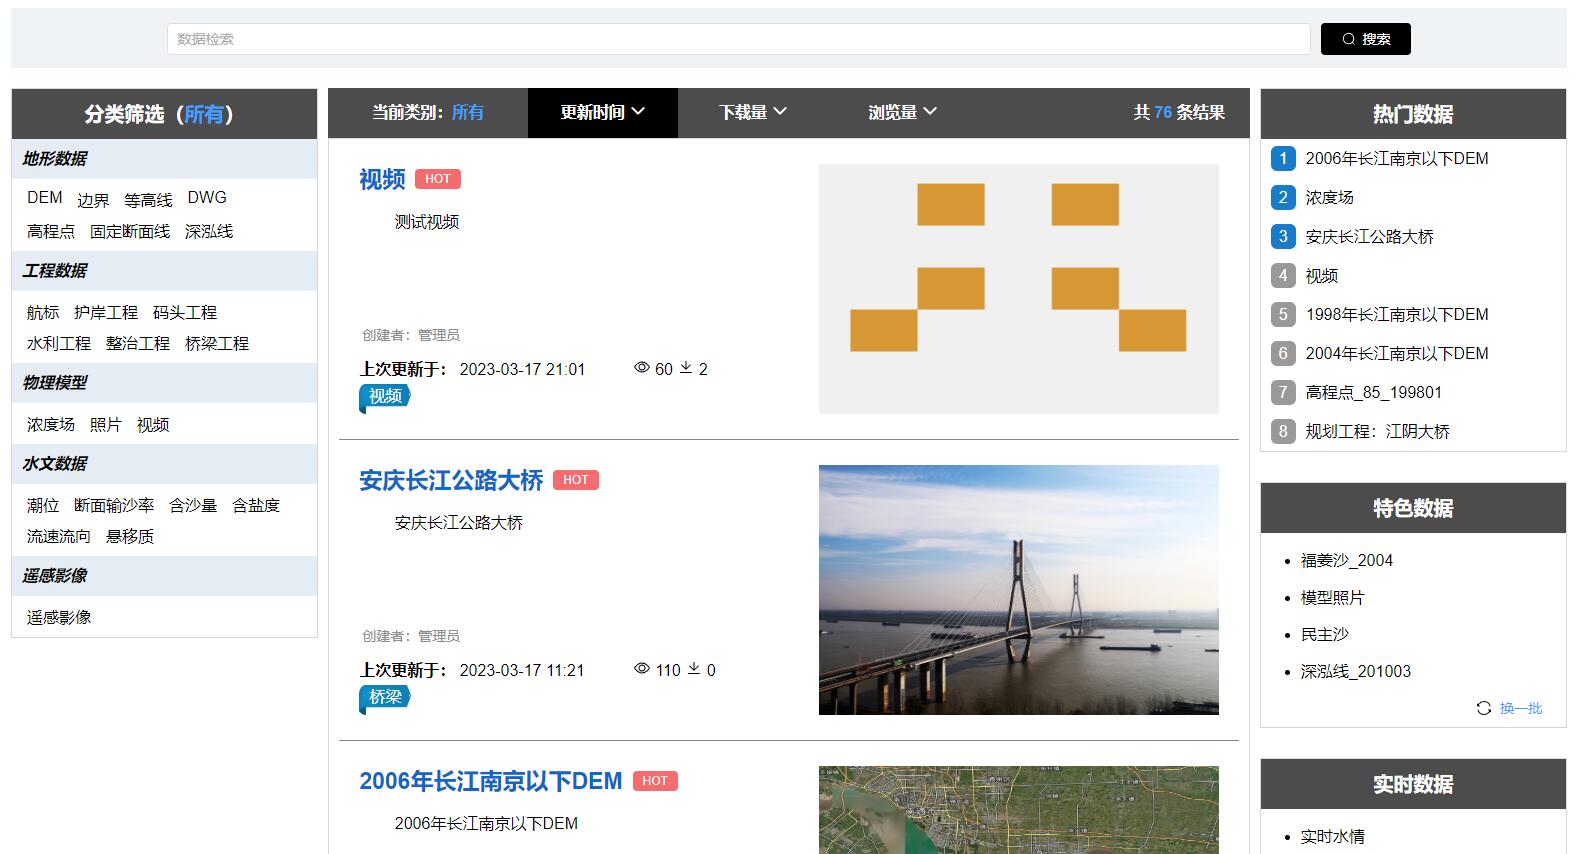 数据检索
搜索
分类筛选（所有）
地形数据
DEM 边界 等高线 DWG
高程点 固定断面线 深泓线
工程数据
航标 护岸工程 码头工程
水利工程 整治工程 桥梁工程
物理模型
浓度场 照片 视频
水文数据
潮位 断面输沙率 含沙量 含盐度
流速流向 悬移质
遥感影像
遥感影像
当前类别：所有 更新时间 下载量 浏览量 共 76 条结果
视频 HOT
测试视频
创建者：管理员
上次更新于： 2023-03-17 21:01 60 2
视频
安庆长江公路大桥 HOT
安庆长江公路大桥
创建者：管理员
上次更新于： 2023-03-17 11:21 110 0
桥梁
2006年长江南京以下DEM HOT
2006年长江南京以下DEM
热门数据
1 2006年长江南京以下DEM
2 浓度场
3 安庆长江公路大桥
4 视频
5 1998年长江南京以下DEM
6 2004年长江南京以下DEM
7 高程点_85_199801
8 规划工程：江阴大桥
特色数据
福姜沙_2004
模型照片
民主沙
深泓线_201003
换一批
实时数据
实时水情